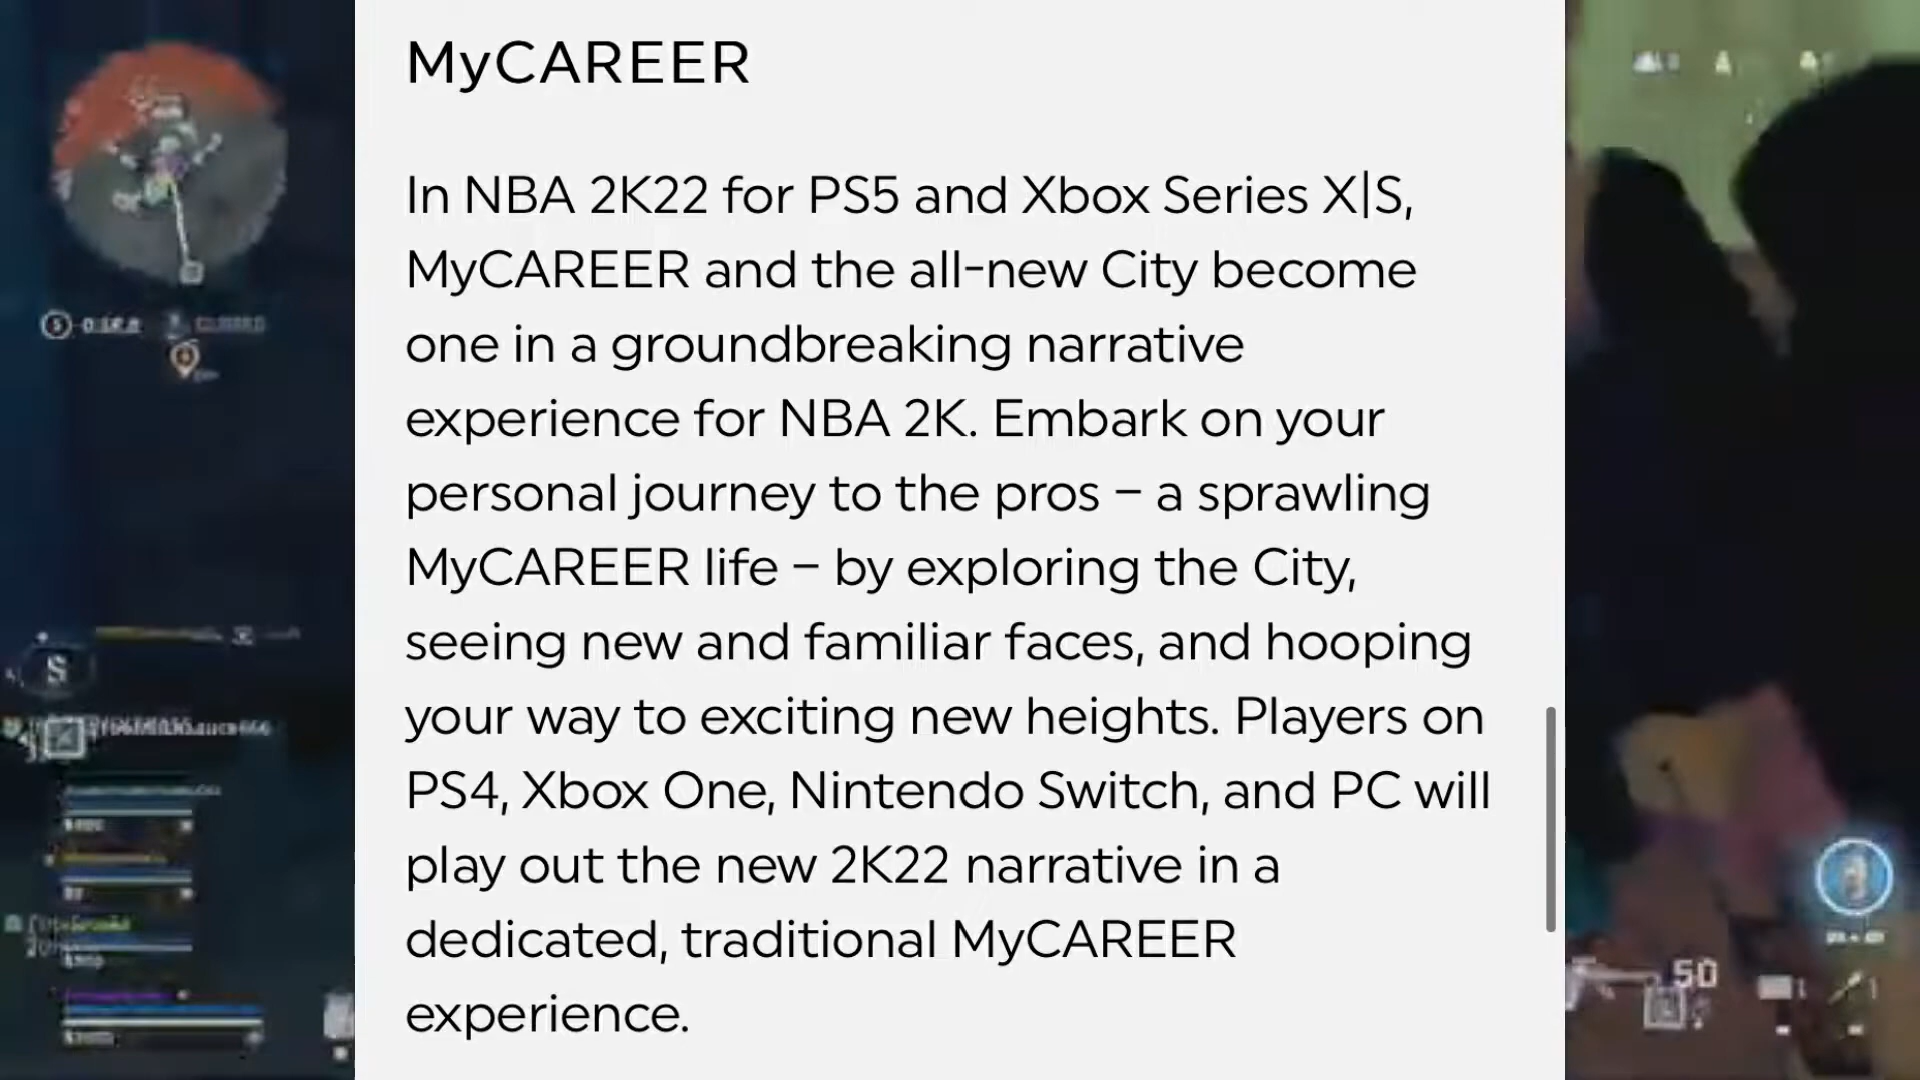 MyCAREER
In NBA 2K22 for PS5 and Xbox Series X|S,
MyCAREER and the all-new City become
one in a groundbreaking narrative
experience for NBA 2K. Embark on your
personal journey to the pros – a sprawling
MyCAREER life – by exploring the City,
seeing new and familiar faces, and hooping
your way to exciting new heights. Players on
PS4, Xbox One, Nintendo Switch, and PC will
play out the new 2K22 narrative in a
dedicated, traditional MyCAREER
experience.
S
50